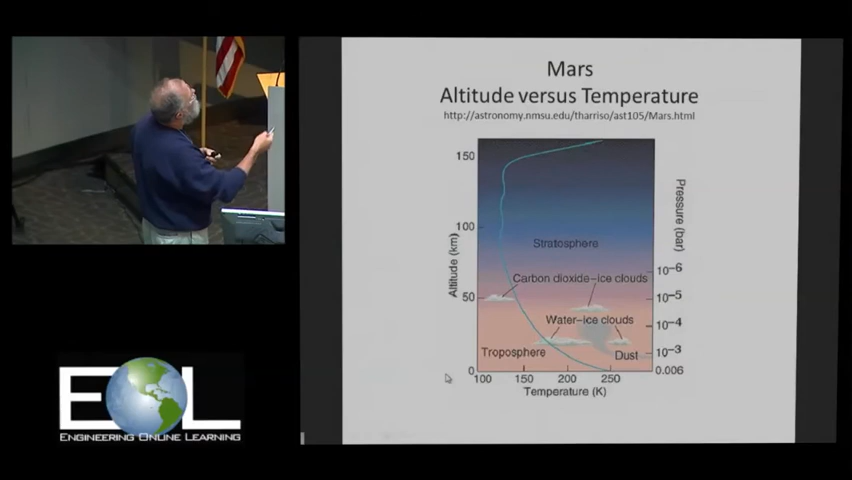 Mars
Altitude versus Temperature
http://astronomy.nmsu.edu/tharriso/ast105/Mars.html
150
100
50
0
Altitude (km)
Stratosphere
Carbon dioxide–ice clouds
Water–ice clouds
Troposphere
Dust
Pressure (bar)
10–6
10–5
10–4
10–3
0.006
100 150 200 250
Temperature (K)
EOL
ENGINEERING ONLINE LEARNING